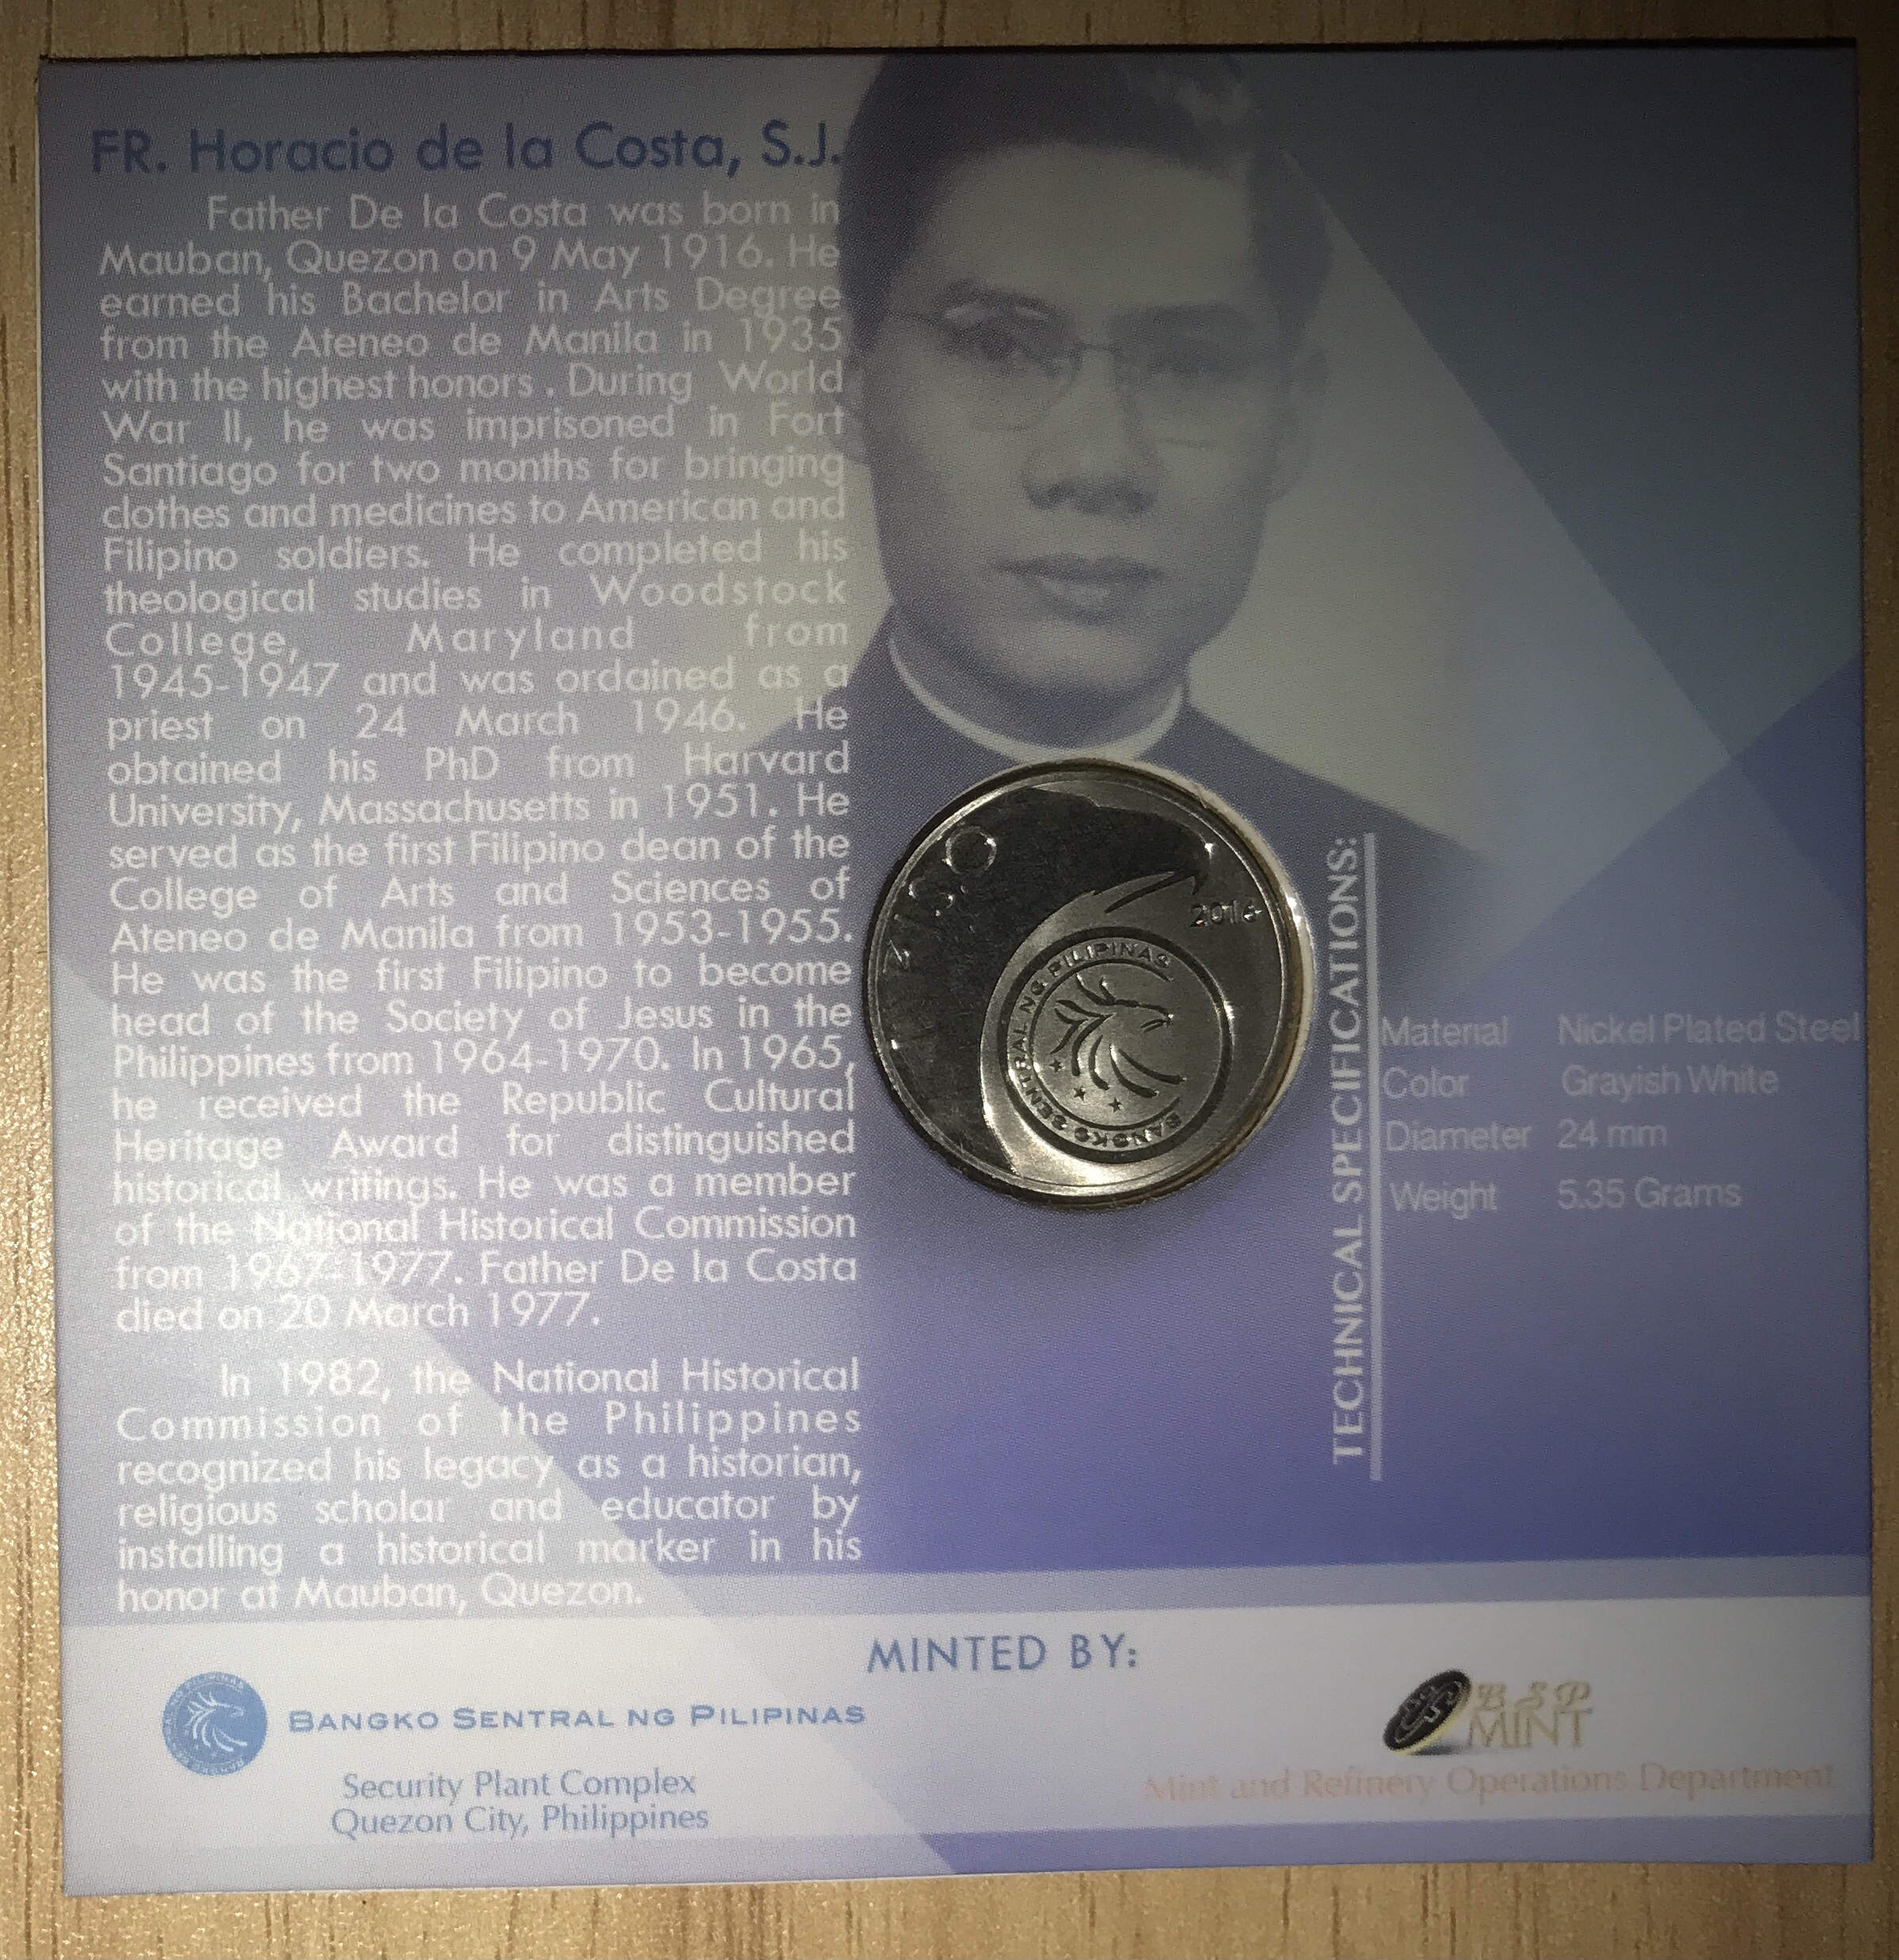 FR. Horacio de la Costa, S.J.
Father De la Costa was born in
Mauban, Quezon on 9 May 1916. He
earned his Bachelor in Arts Degree
from the Ateneo de Manila in 1935
with the highest honors . During World
War II, he was imprisoned in Fort
Santiago for two months for bringing
clothes and medicines to American and
Filipino soldiers. He completed his
theological studies in Woodstock
College, Maryland from
1945-1947 and was ordained as a
priest on 24 March 1946. He
obtained his PhD from Harvard
University, Massachusetts in 1951. He
served as the first Filipino dean of the
College of Arts and Sciences of
Ateneo de Manila from 1953-1955.
He was the first Filipino to become
head of the Society of Jesus in the
Philippines from 1964-1970. In 1965,
he received the Republic Cultural
Heritage Award for distinguished
historical writings. He was a member
of the National Historical Commission
from 1967-1977. Father De la Costa
died on 20 March 1977.
In 1982, the National Historical
Commission of the Philippines
recognized his legacy as a historian,
religious scholar and educator by
installing a historical marker in his
honor at Mauban, Quezon.
2016
BANGKO SENTRAL NG PILIPINAS
TECHNICAL SPECIFICATIONS:
Material Nickel Plated Steel
Color Grayish White
Diameter 24 mm
Weight 5.35 Grams
MINTED BY:
BANGKO SENTRAL NG PILIPINAS
Security Plant Complex
Quezon City, Philippines
BSP
MINT
Mint and Refinery Operations Department